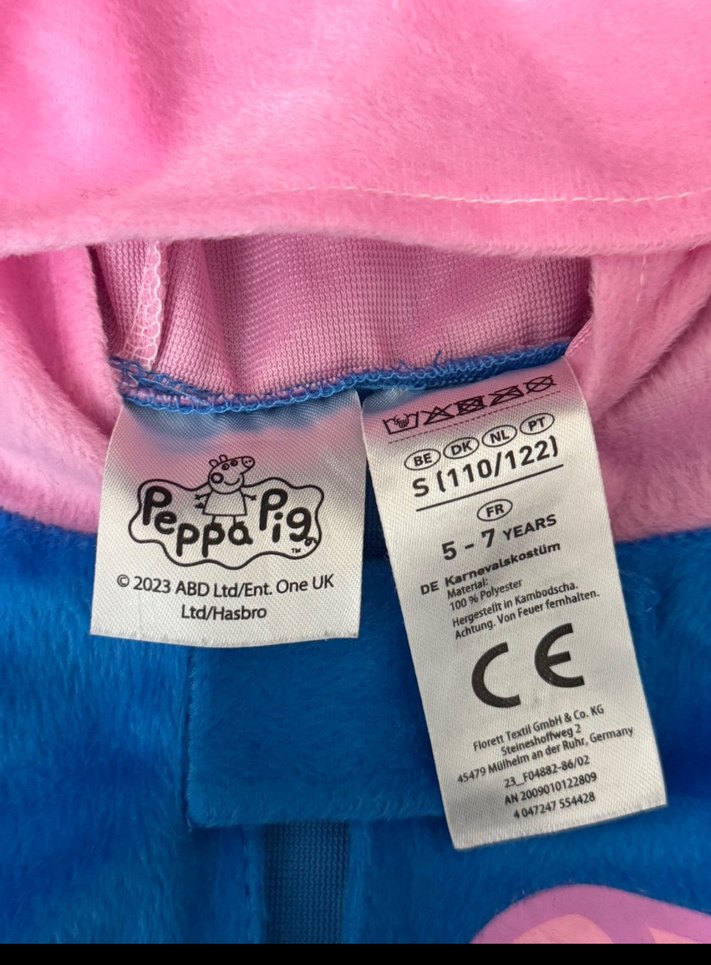 Peppa Pig
™
© 2023 ABD Ltd/Ent. One UK
Ltd/Hasbro
BE DK NL PT
S (110/122)
FR
5 - 7 YEARS
DE Karnevalskostüm
Material:
100 % Polyester
Hergestellt in Kambodscha.
Achtung. Von Feuer fernhalten.
CE
Florett Textil GmbH & Co. KG
Steineshoffweg 2
45479 Mülheim an der Ruhr, Germany
23_F04882-86/02
AN 2009010122809
4 047247 554428